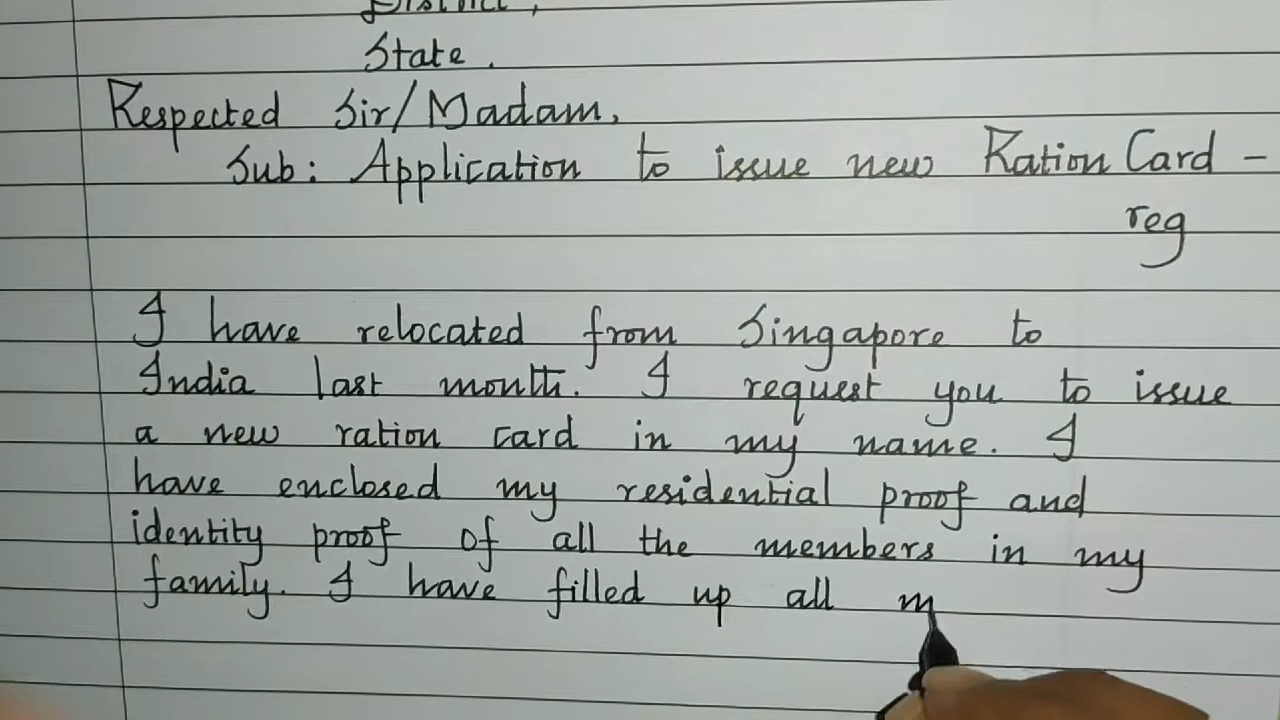 District,
State.
Respected Sir/Madam,
Sub: Application to issue new Ration Card -
reg
I have relocated from Singapore to
India last month. I request you to issue
a new ration card in my name. I
have enclosed my residential proof and
identity proof of all the members in my
family. I have filled up all m